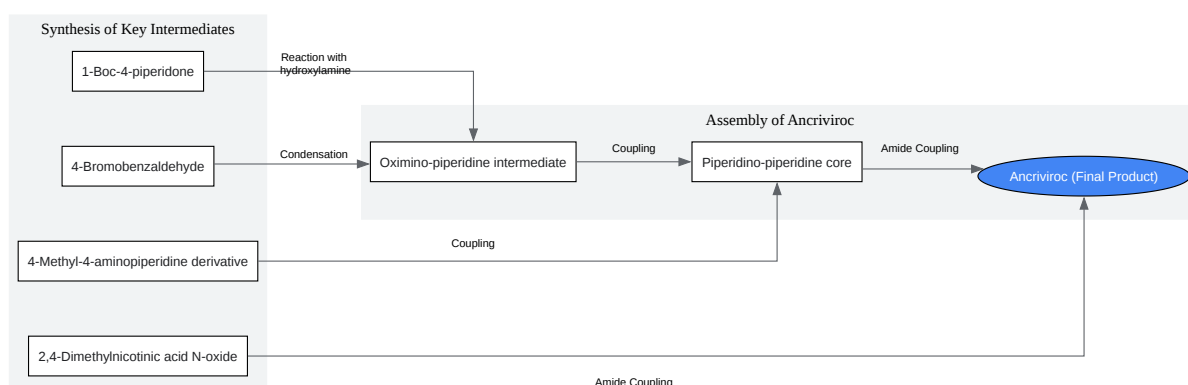 Synthesis of Key Intermediates
1-Boc-4-piperidone
Reaction with
hydroxylamine
Assembly of Ancriviroc
4-Bromobenzaldehyde
Condensation
Oximino-piperidine intermediate
Coupling
Piperidino-piperidine core
Amide Coupling
Ancriviroc (Final Product)
4-Methyl-4-aminopiperidine derivative
Coupling
2,4-Dimethylnicotinic acid N-oxide
Amide Coupling